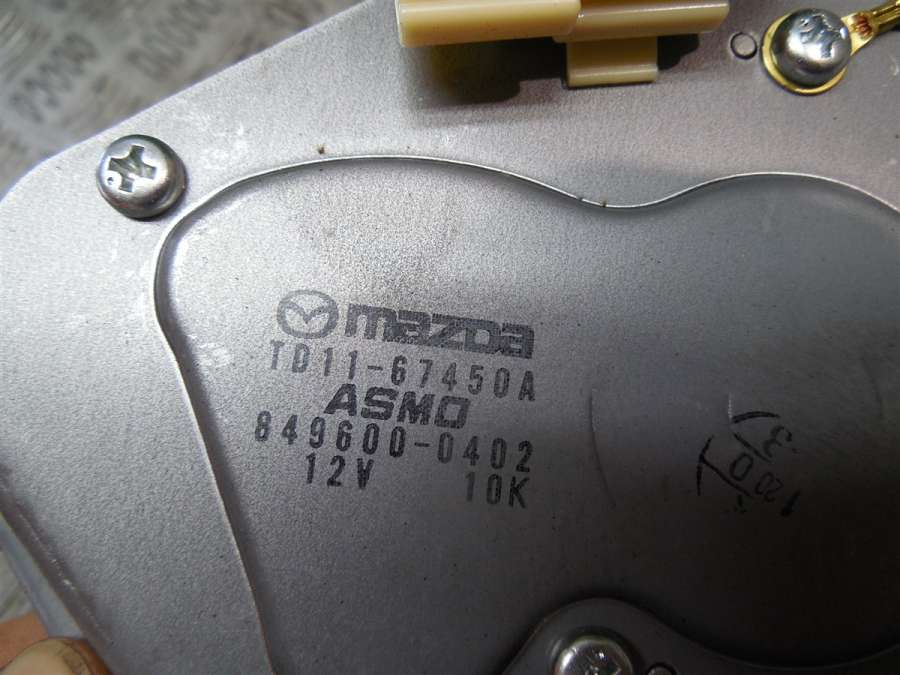 mazda
TD11-67450A
ASMO
849600-0402
12V 10K